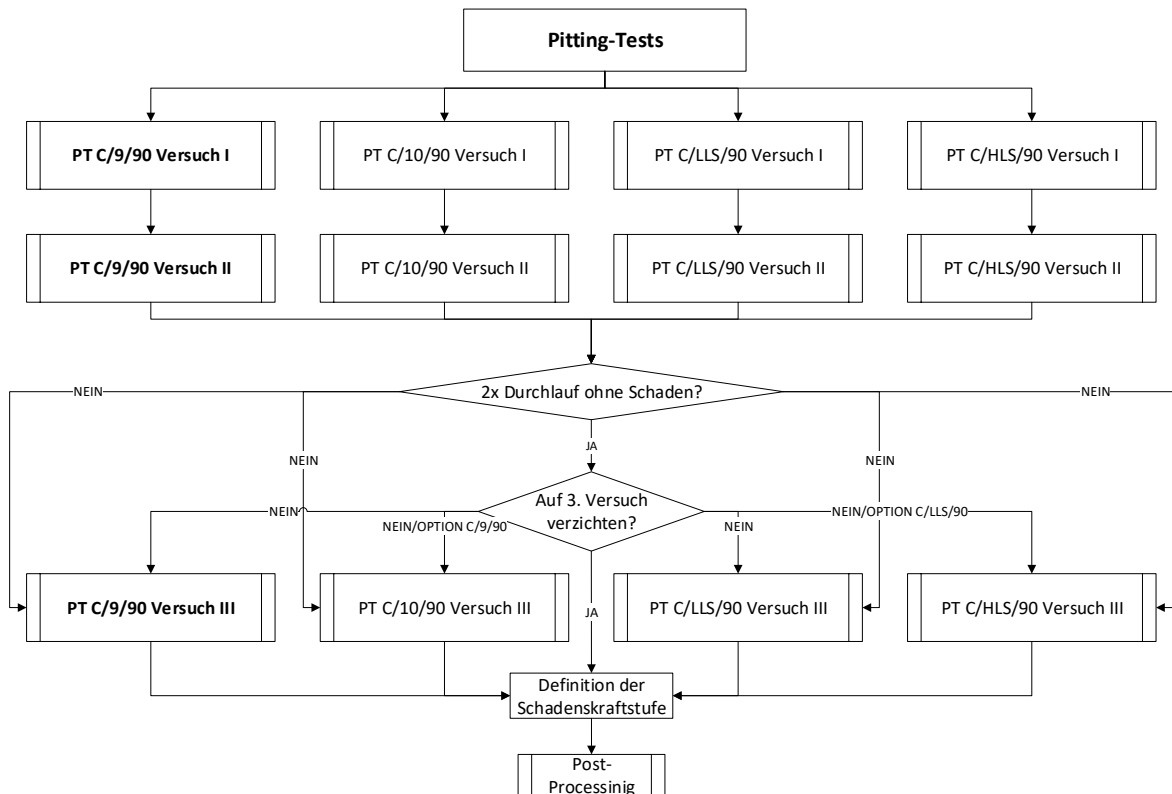 Pitting-Tests
PT C/9/90 Versuch I
PT C/10/90 Versuch I
PT C/LLS/90 Versuch I
PT C/HLS/90 Versuch I
PT C/9/90 Versuch II
PT C/10/90 Versuch II
PT C/LLS/90 Versuch II
PT C/HLS/90 Versuch II
NEIN
2x Durchlauf ohne Schaden?
NEIN
JA
NEIN
NEIN
NEIN
Auf 3. Versuch
verzichten?
NEIN/OPTION C/9/90
NEIN
NEIN/OPTION C/LLS/90
PT C/9/90 Versuch III
PT C/10/90 Versuch III
JA
PT C/LLS/90 Versuch III
PT C/HLS/90 Versuch III
Definition der
Schadenskraftstufe
Post-
Processinig